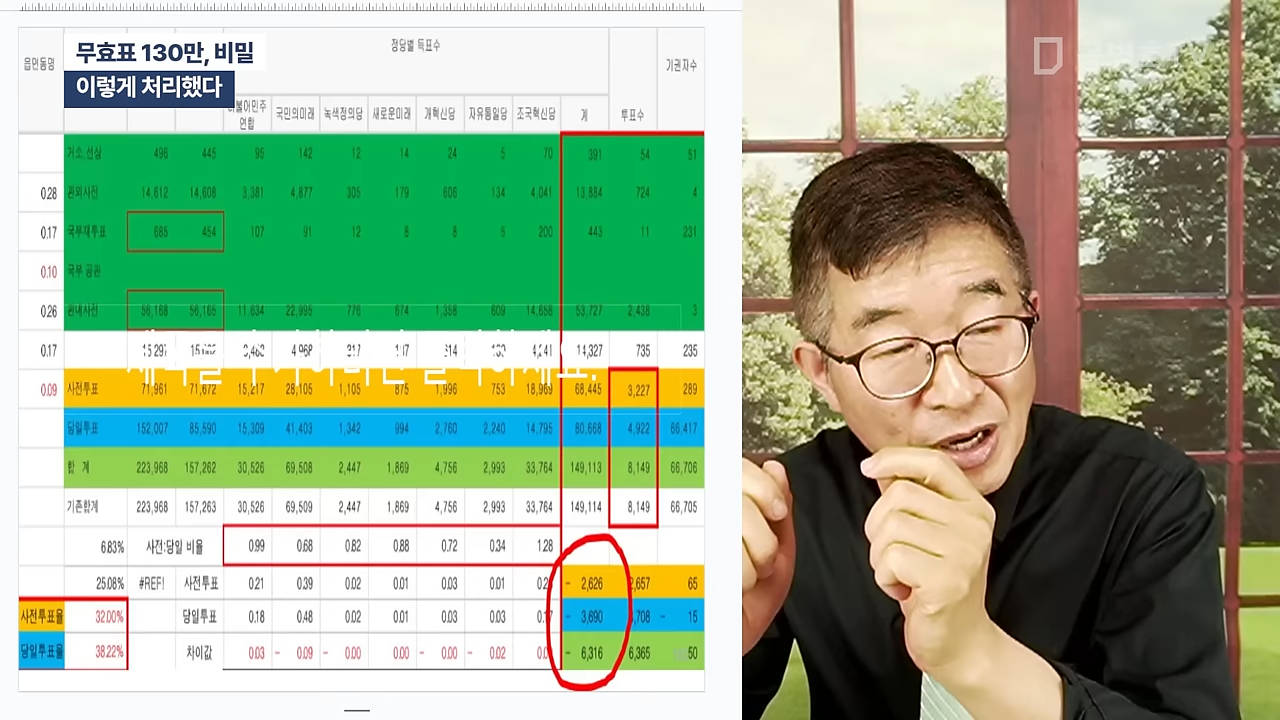 무효표 130만, 비밀
이렇게 처리했다
읍면동명 정당별 득표수 기권자수
국민의미래 녹색정의당 새로운미래 개혁신당 자유통일당 조국혁신당 계 투표수
연합
거소,선상 496 445 95 142 12 14 24 5 70 391 54 51
0.28 관외사전 14,612 14,608 3,381 4,877 305 179 606 134 4,041 13,884 724 4
0.17 국부재투표 685 454 107 91 12 8 8 5 200 443 11 231
0.10 국부 공관
0.26 관내사전 56,168 56,165 11,634 22,995 776 674 1,358 609 14,658 53,727 2,438 3
0.17 4,968 14,327 735 235
0.09 사전투표 71,961 71,672 15,217 28,105 1,105 875 1,996 753 18,969 68,445 3,227 289
당일투표 152,007 85,590 15,309 41,403 1,342 994 2,760 2,240 14,795 80,668 4,922 66,417
합 계 223,968 157,262 30,526 69,508 2,447 1,869 4,756 2,993 33,764 149,113 8,149 66,706
기존합계 223,968 157,263 30,526 69,509 2,447 1,869 4,756 2,993 33,764 149,114 8,149 66,705
6.83% 사전:당일 비율 0.99 0.68 0.82 0.88 0.72 0.34 1.28
25.08% #REF! 사전투표 0.21 0.39 0.02 0.01 0.03 0.01 - 2,626 2,657 65
사전투표율 32.00% 당일투표 0.18 0.48 0.02 0.01 0.03 0.03 - 3,690 - 15
당일투표율 38.22% 차이값 0.03 - 0.09 - 0.00 0.00 - 0.00 - 0.02 - 6,316 6,365 50